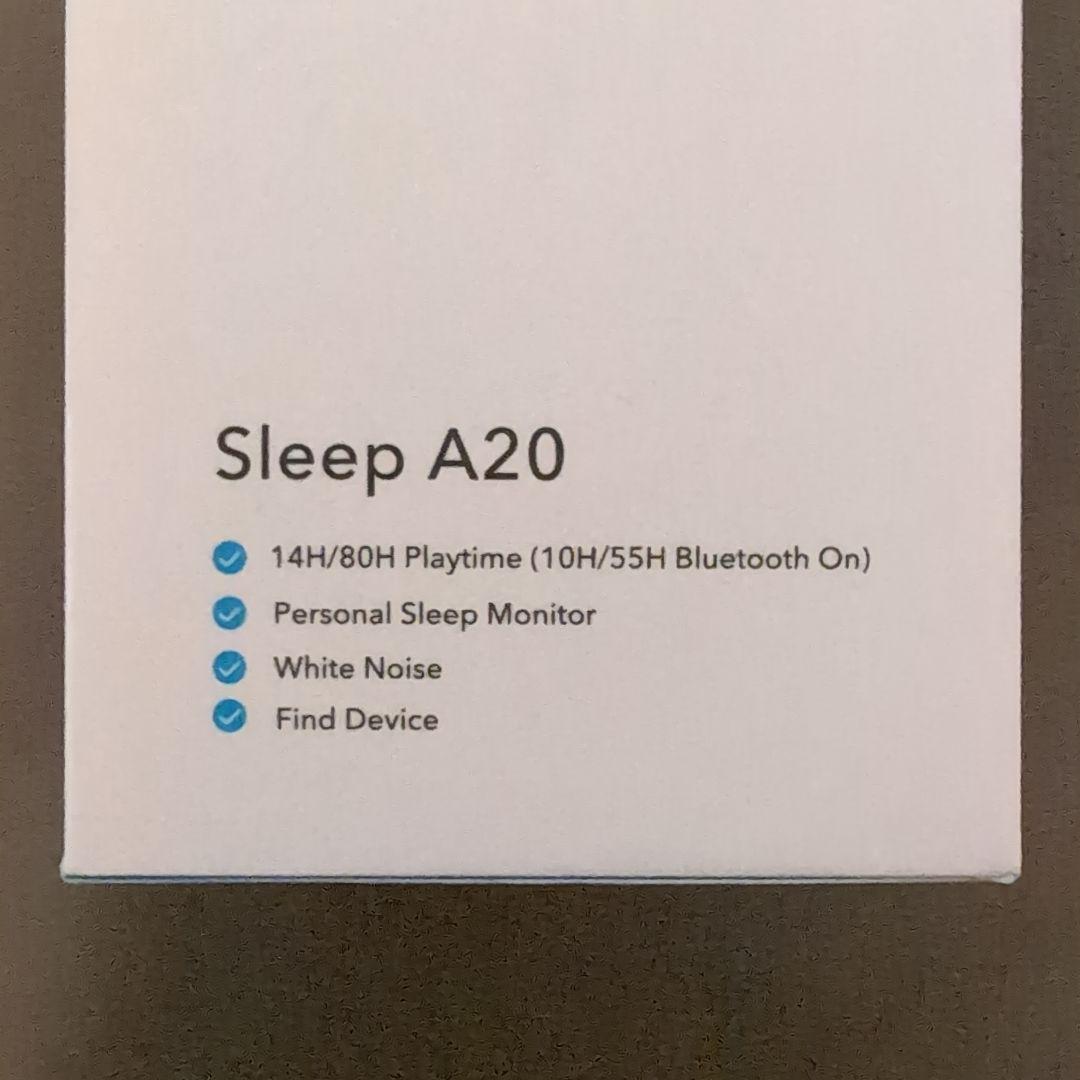 Sleep A20
14H/80H Playtime (10H/55H Bluetooth On)
Personal Sleep Monitor
White Noise
Find Device